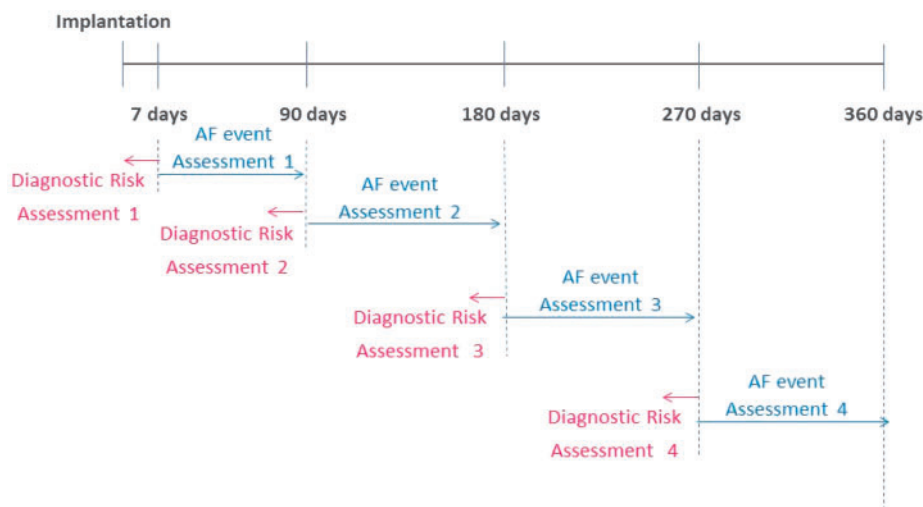 Implantation
7 days
90 days
180 days
270 days
360 days
AF event
Assessment 1
Diagnostic Risk
Assessment 1
AF event
Assessment 2
Diagnostic Risk
Assessment 2
AF event
Assessment 3
Diagnostic Risk
Assessment 3
AF event
Assessment 4
Diagnostic Risk
Assessment 4